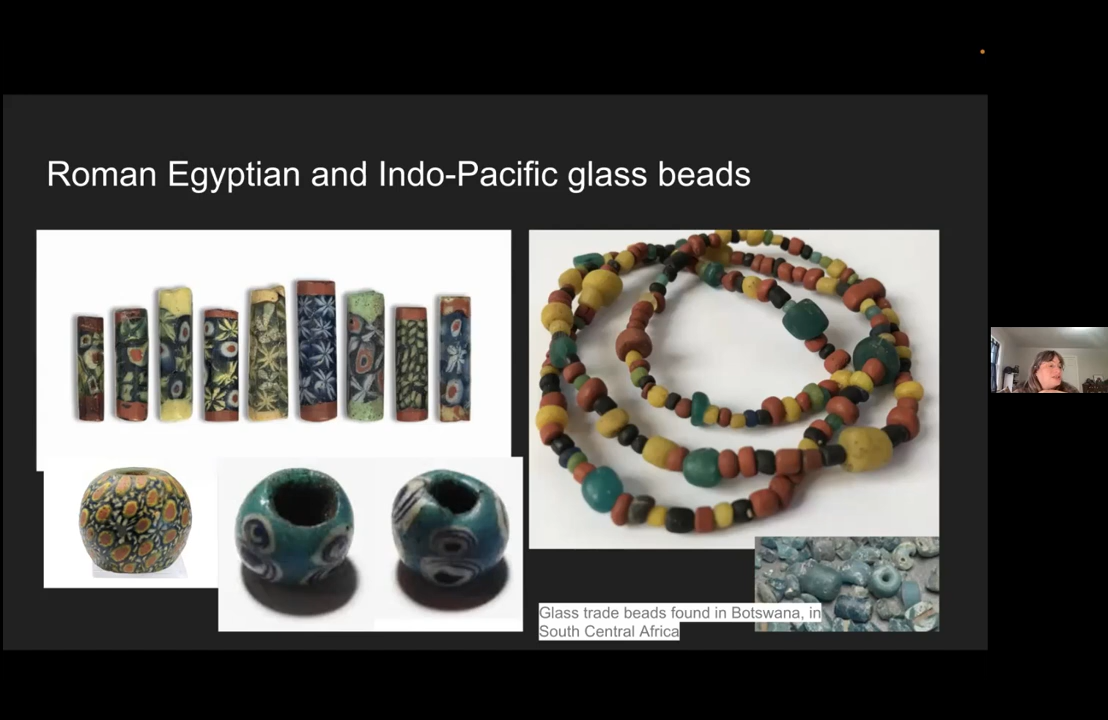 Roman Egyptian and Indo-Pacific glass beads
Glass trade beads found in Botswana, in
South Central Africa